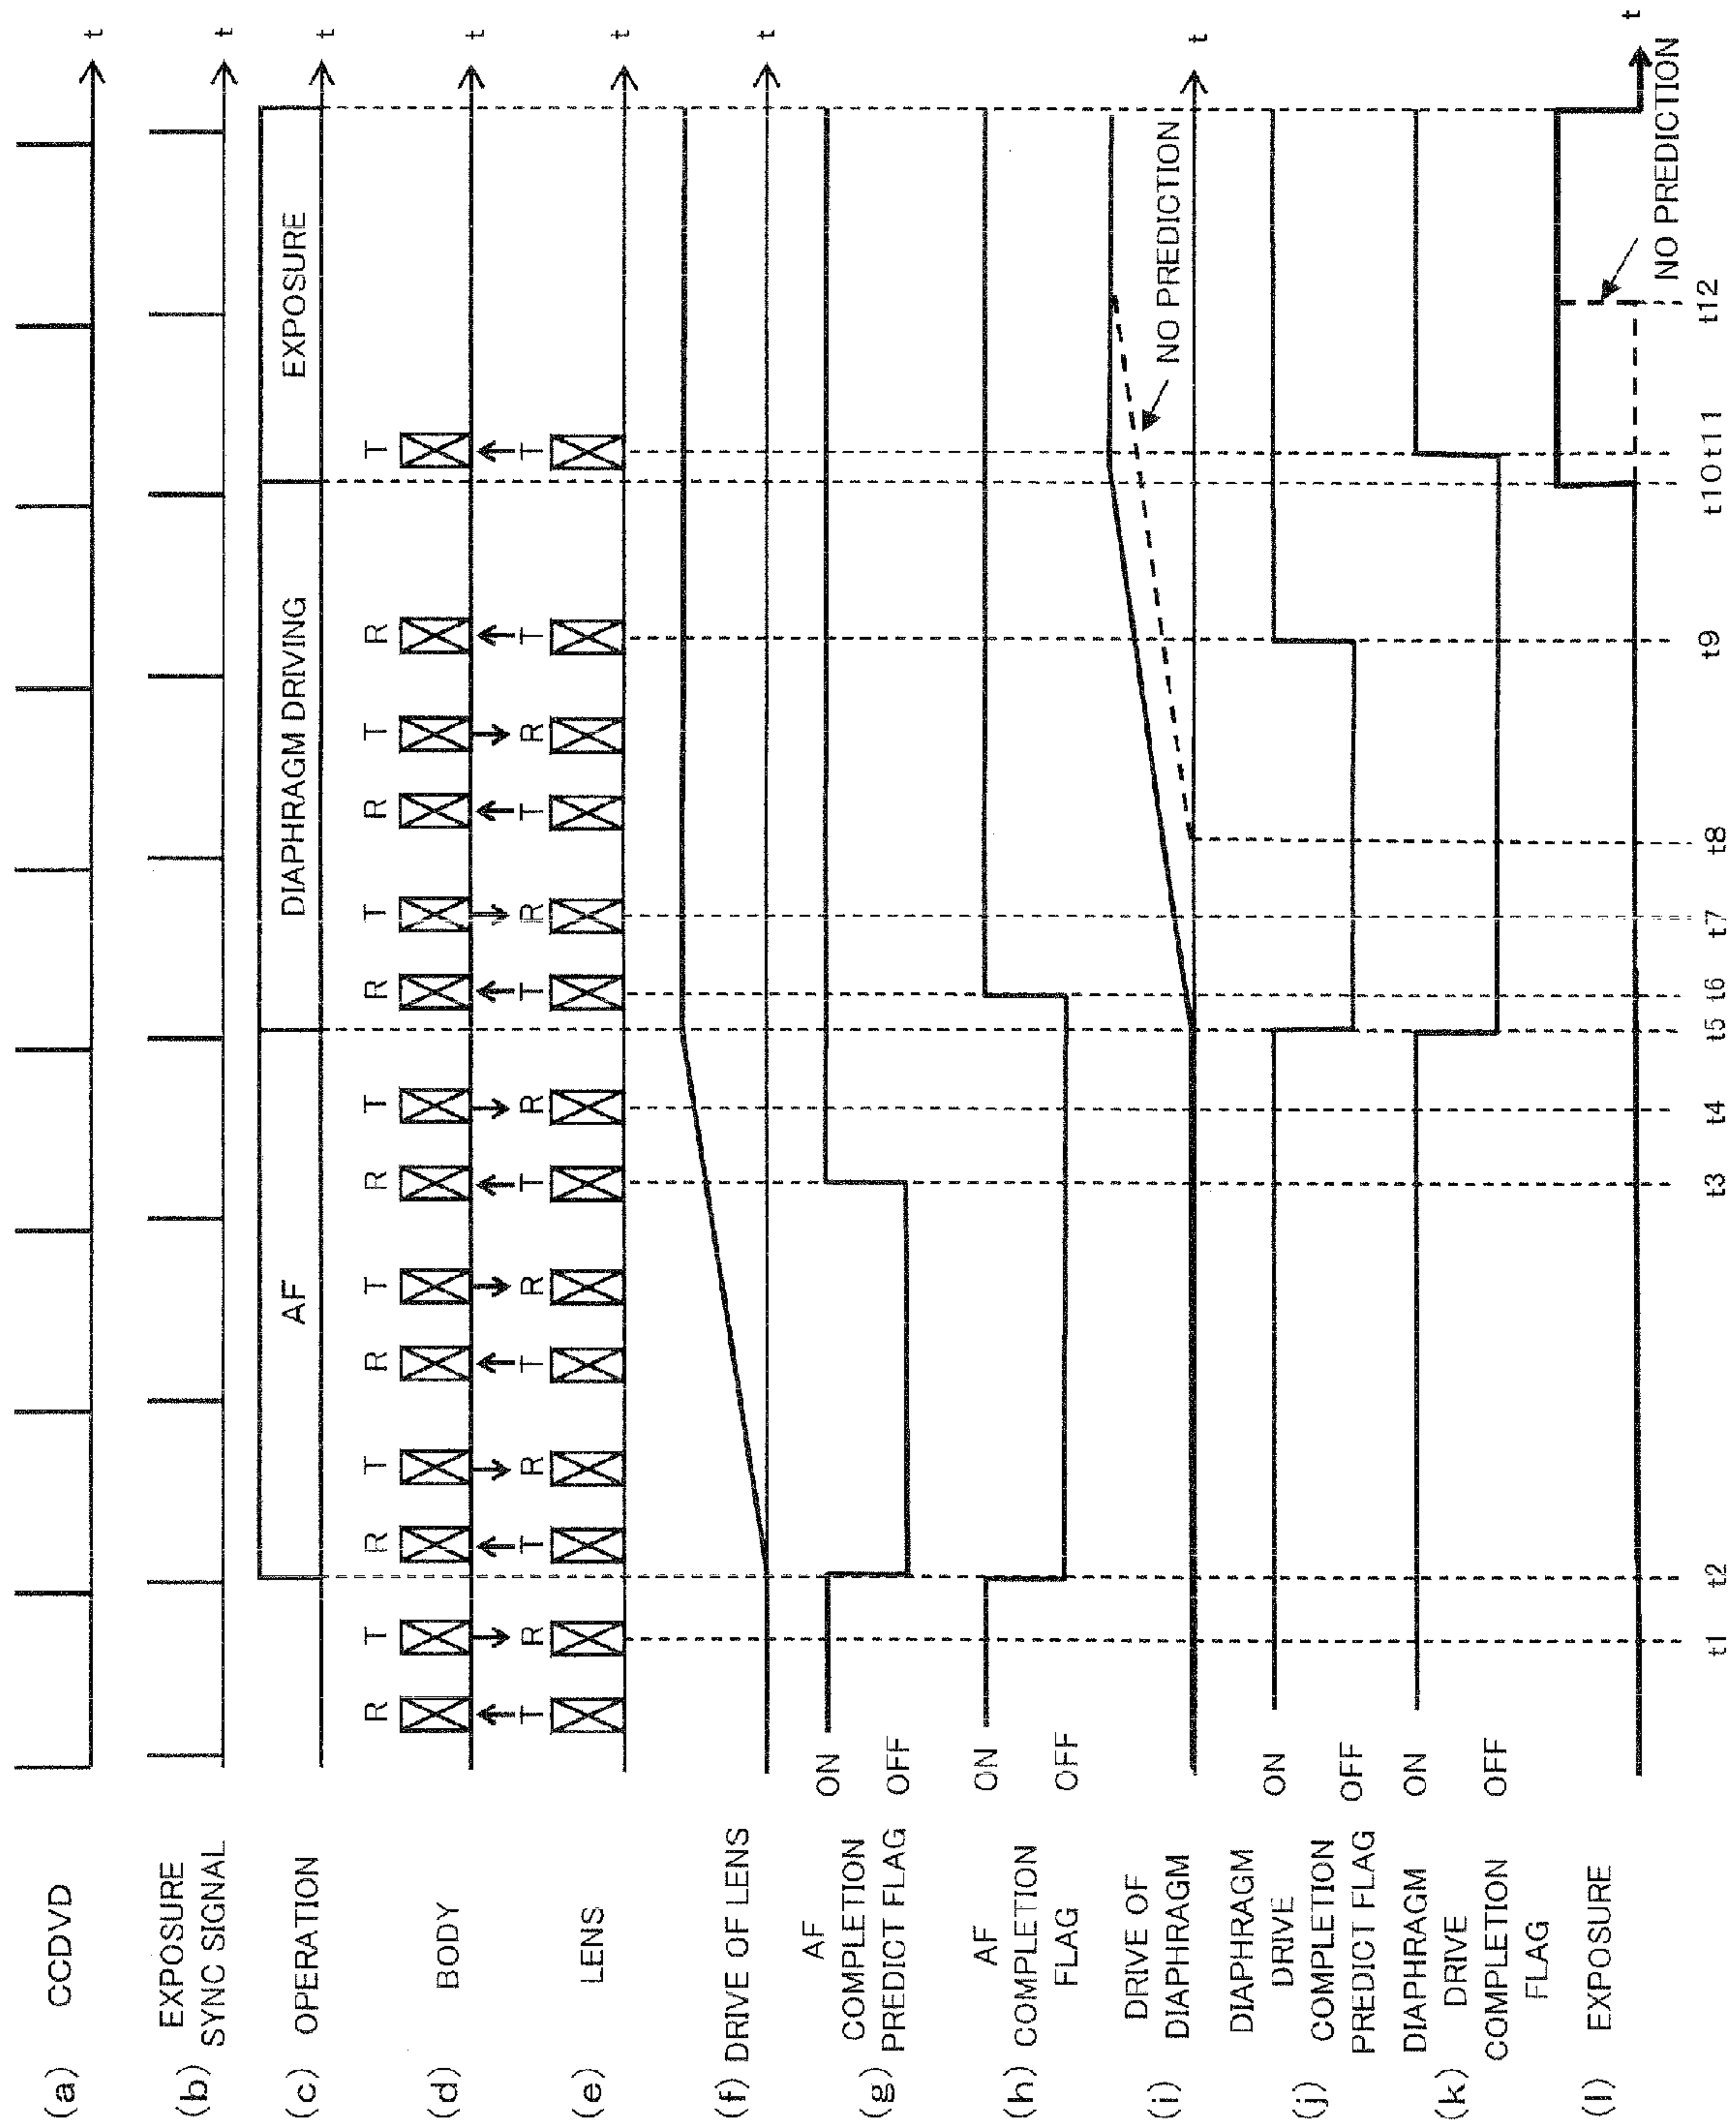 (a) CCDVD
t
(b) EXPOSURE
SYNC SIGNAL
t
(c) OPERATION
AF
DIAPHRAGM DRIVING
EXPOSURE
t
(d) BODY
R T R T R T R T R T R T R T
t
(e) LENS
T R T R T R T R T R T R T T
t
(f) DRIVE OF LENS
t
(g) AF
COMPLETION
PREDICT FLAG
ON
OFF
(h) AF
COMPLETION
FLAG
ON
OFF
(i) DRIVE OF
DIAPHRAGM
NO PREDICTION
t
(j) DIAPHRAGM
DRIVE
COMPLETION
PREDICT FLAG
ON
OFF
(k) DIAPHRAGM
DRIVE
COMPLETION
FLAG
ON
OFF
(l) EXPOSURE
NO PREDICTION
t
t1 t2 t3 t4 t5 t6 t7 t8 t9 t10 t11 t12